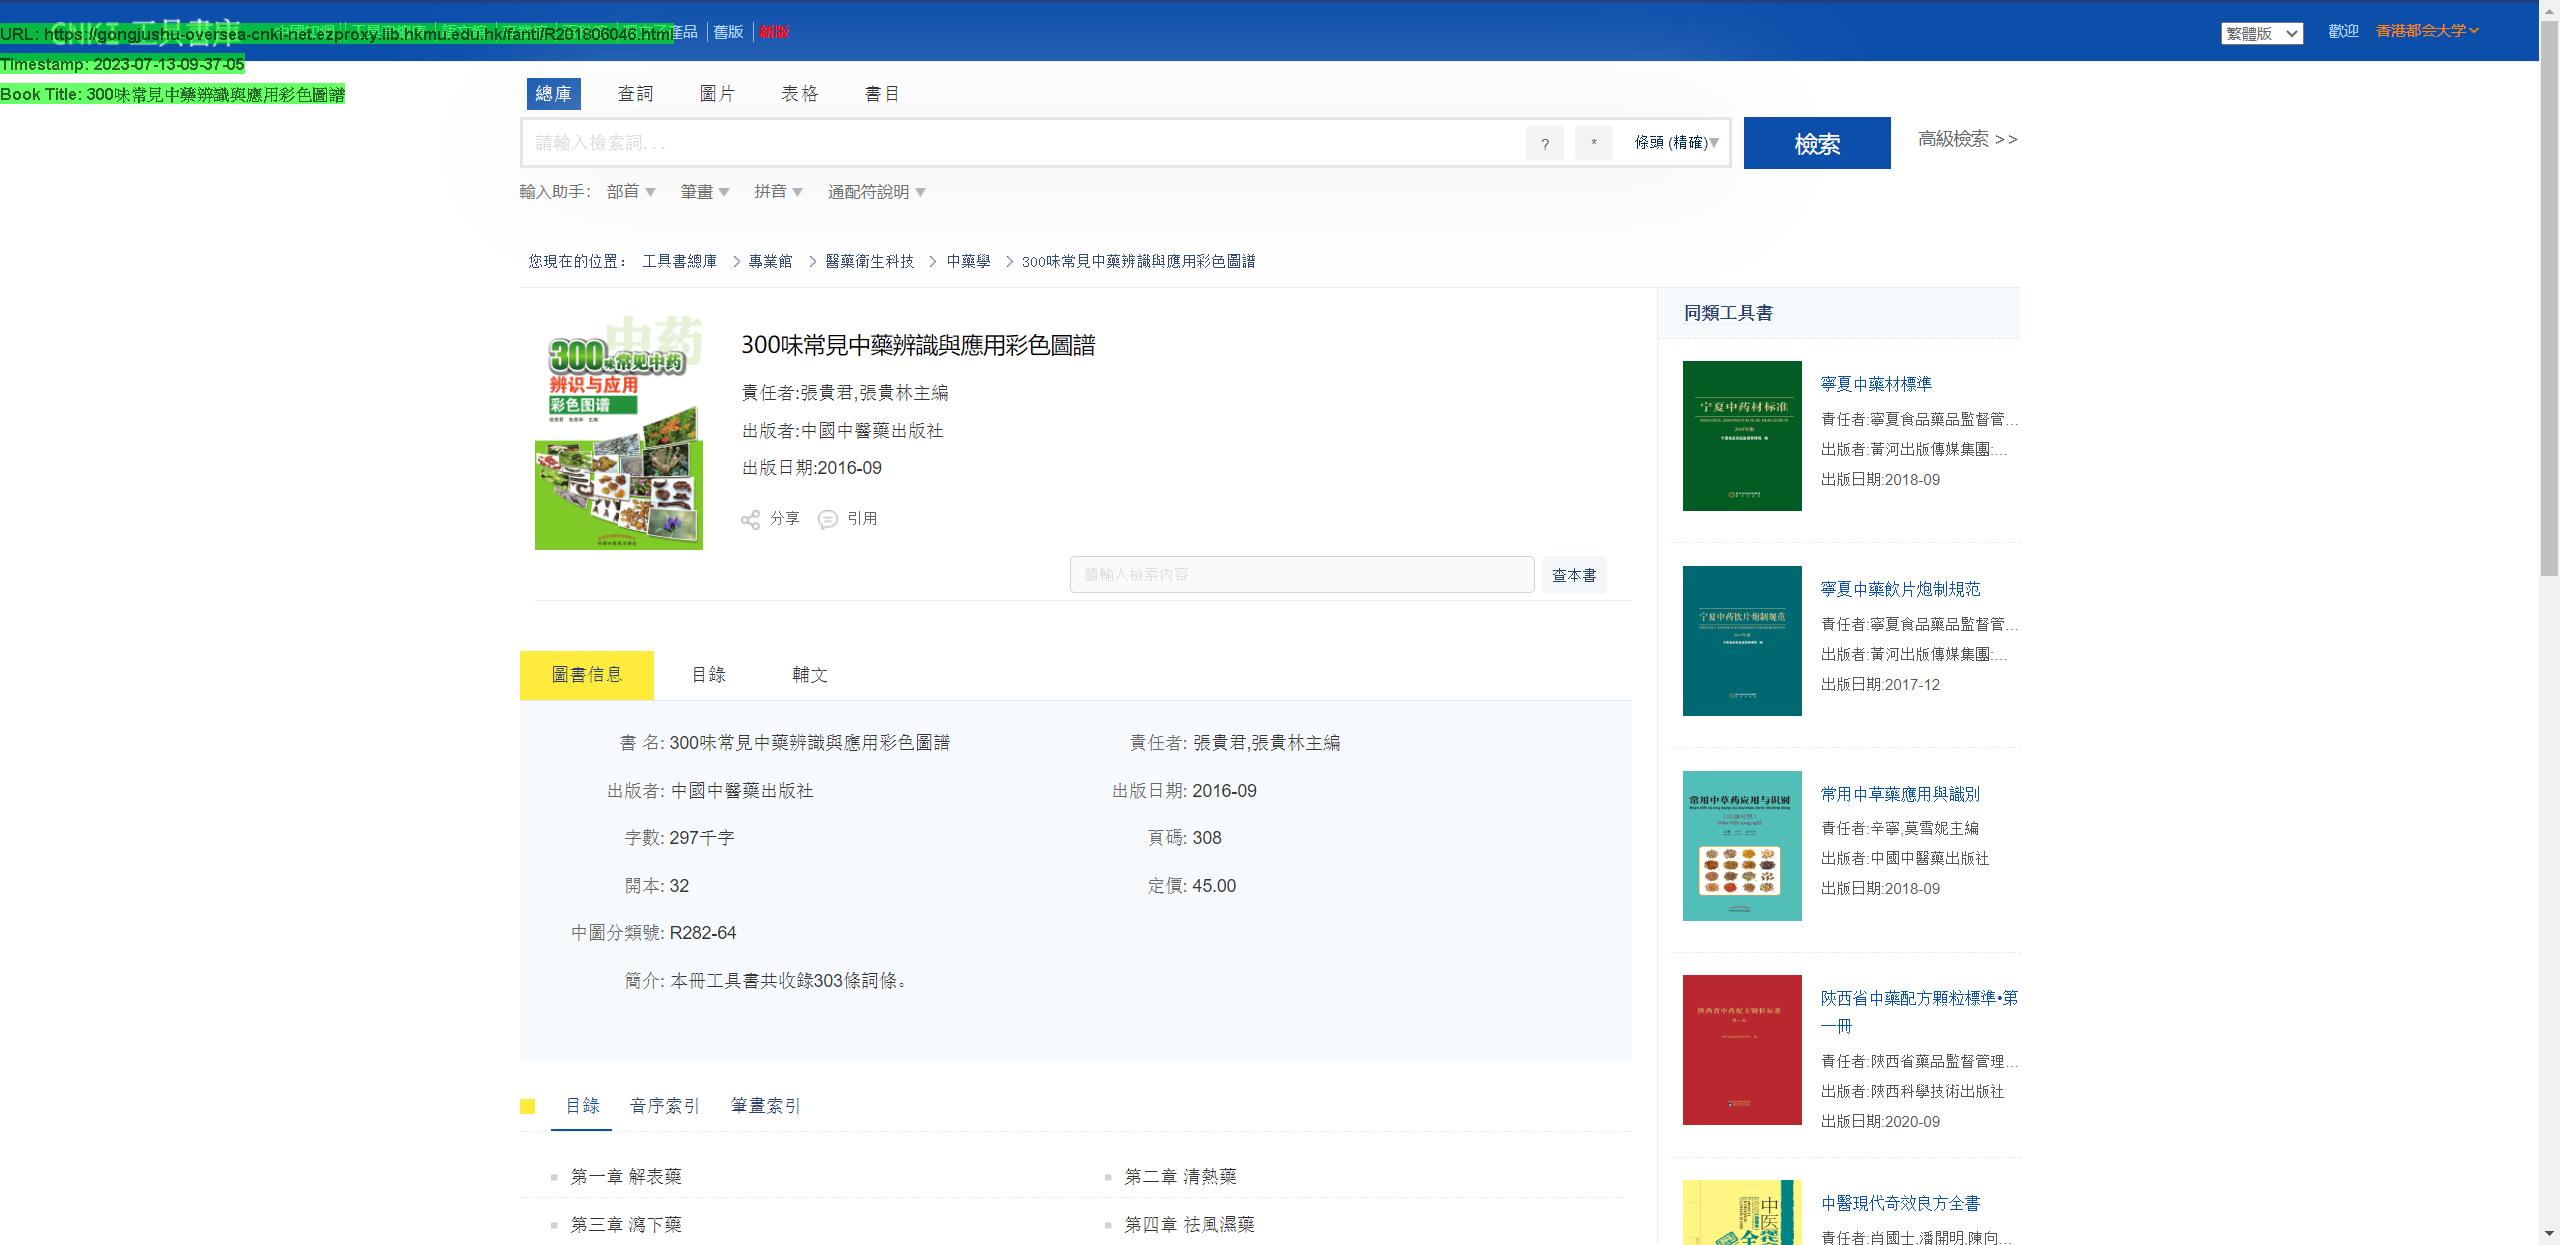 CNKI 工具書庫
產品 舊版 新版
URL: https://gongjushu-oversea-cnki-net.ezproxy.lib.hkmu.edu.hk/fanti/R201806046.html
Timestamp: 2023-07-13-09-37-05
Book Title: 300味常見中藥辨識與應用彩色圖譜
繁體版 歡迎 香港都会大学
總庫 查詞 圖片 表格 書目
請輸入檢索詞... ? * 條頭 (精確) 檢索 高級檢索 >>
輸入助手: 部首 筆畫 拼音 通配符說明
您現在的位置: 工具書總庫 > 專業館 > 醫藥衛生科技 > 中藥學 > 300味常見中藥辨識與應用彩色圖譜
中药
300味常见中药
辨识与应用
彩色图谱
300味常見中藥辨識與應用彩色圖譜
責任者:張貴君,張貴林主編
出版者:中國中醫藥出版社
出版日期:2016-09
分享 引用
請輸入檢索內容 查本書
圖書信息 目錄 輔文
書 名: 300味常見中藥辨識與應用彩色圖譜
責任者: 張貴君,張貴林主編
出版者: 中國中醫藥出版社
出版日期: 2016-09
字數: 297千字
頁碼: 308
開本: 32
定價: 45.00
中圖分類號: R282-64
簡介: 本冊工具書共收錄303條詞條。
目錄 音序索引 筆畫索引
第一章 解表藥
第二章 清熱藥
第三章 瀉下藥
第四章 祛風濕藥
同類工具書
宁夏中药材标准
寧夏中藥材標準
責任者:寧夏食品藥品監督管...
出版者:黃河出版傳媒集團:...
出版日期:2018-09
宁夏中药饮片炮制规范
寧夏中藥飲片炮制規范
責任者:寧夏食品藥品監督管...
出版者:黃河出版傳媒集團:...
出版日期:2017-12
常用中草药应用与识别
常用中草藥應用與識別
責任者:辛寧,莫雪妮主編
出版者:中國中醫藥出版社
出版日期:2018-09
陕西省中药配方颗粒标准
陝西省中藥配方顆粒標準•第
一冊
責任者:陝西省藥品監督管理...
出版者:陝西科學技術出版社
出版日期:2020-09
中医
中醫現代奇效良方全書
責任者:肖國士,潘開明,陳向...